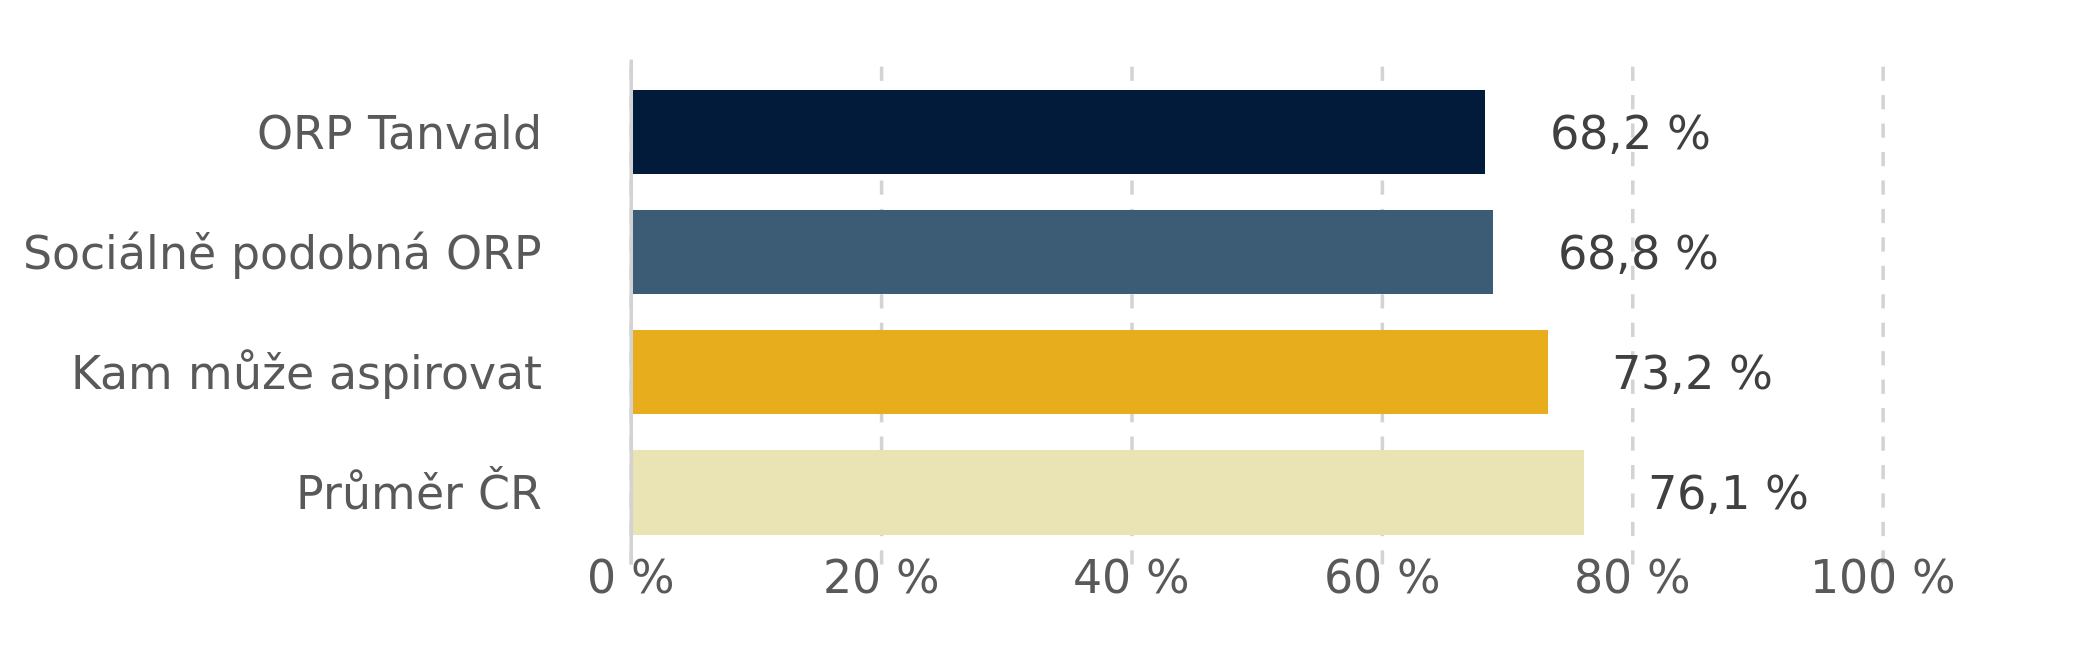 ORP Tanvald 68,2 %
Sociálně podobná ORP 68,8 %
Kam může aspirovat 73,2 %
Průměr ČR 76,1 %
0 % 20 % 40 % 60 % 80 % 100 %